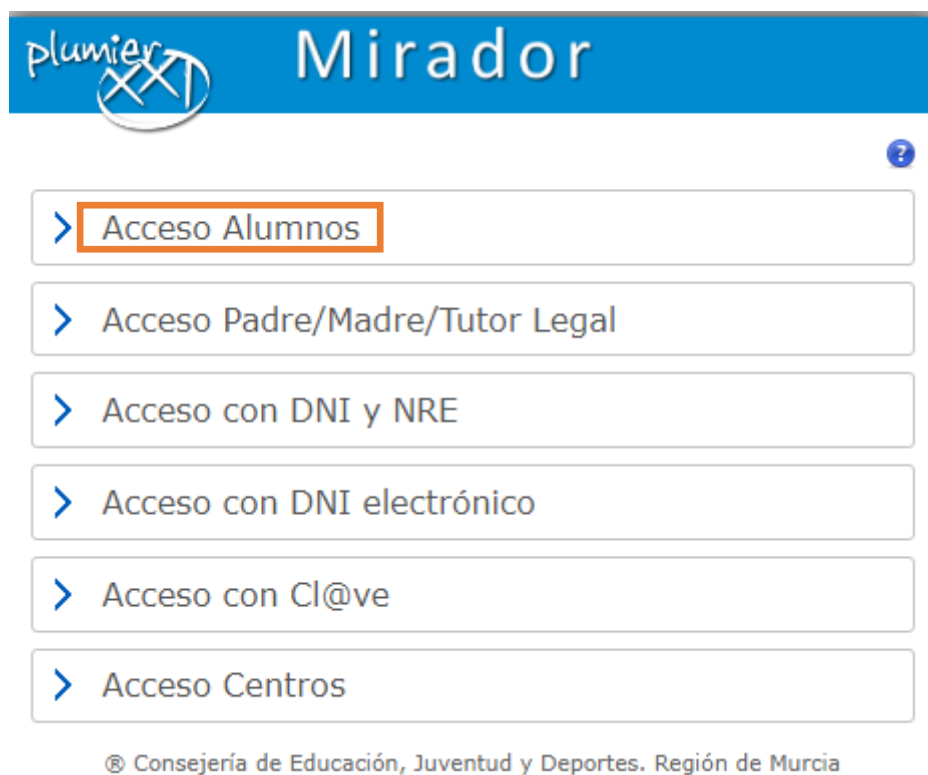 plumier XXI Mirador
?
Acceso Alumnos
Acceso Padre/Madre/Tutor Legal
Acceso con DNI y NRE
Acceso con DNI electrónico
Acceso con Cl@ve
Acceso Centros
® Consejería de Educación, Juventud y Deportes. Región de Murcia